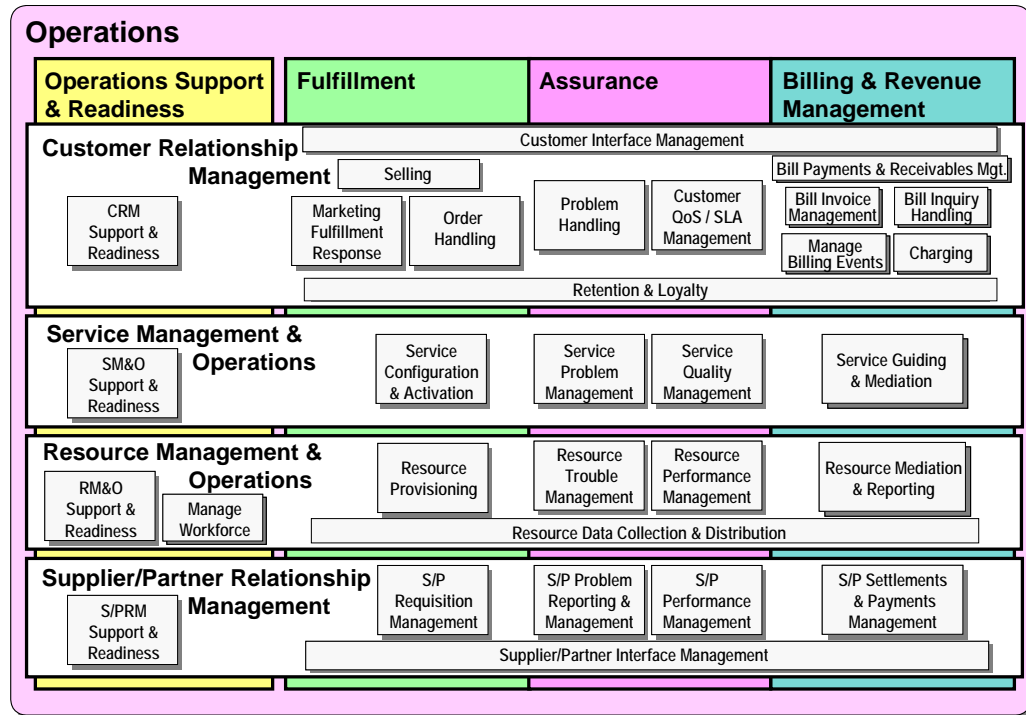 Operations
Operations Support
& Readiness
Fulfillment
Assurance
Billing & Revenue
Management
Customer Relationship
Management
Customer Interface Management
Selling
Bill Payments & Receivables Mgt.
CRM
Support &
Readiness
Marketing
Fulfillment
Response
Order
Handling
Problem
Handling
Customer
QoS / SLA
Management
Bill Invoice
Management
Bill Inquiry
Handling
Manage
Billing Events
Charging
Retention & Loyalty
Service Management &
Operations
SM&O
Support &
Readiness
Service
Configuration
& Activation
Service
Problem
Management
Service
Quality
Management
Service Guiding
& Mediation
Resource Management &
Operations
RM&O
Support &
Readiness
Manage
Workforce
Resource
Provisioning
Resource
Trouble
Management
Resource
Performance
Management
Resource Mediation
& Reporting
Resource Data Collection & Distribution
Supplier/Partner Relationship
Management
S/PRM
Support &
Readiness
S/P
Requisition
Management
S/P Problem
Reporting &
Management
S/P
Performance
Management
S/P Settlements
& Payments
Management
Supplier/Partner Interface Management